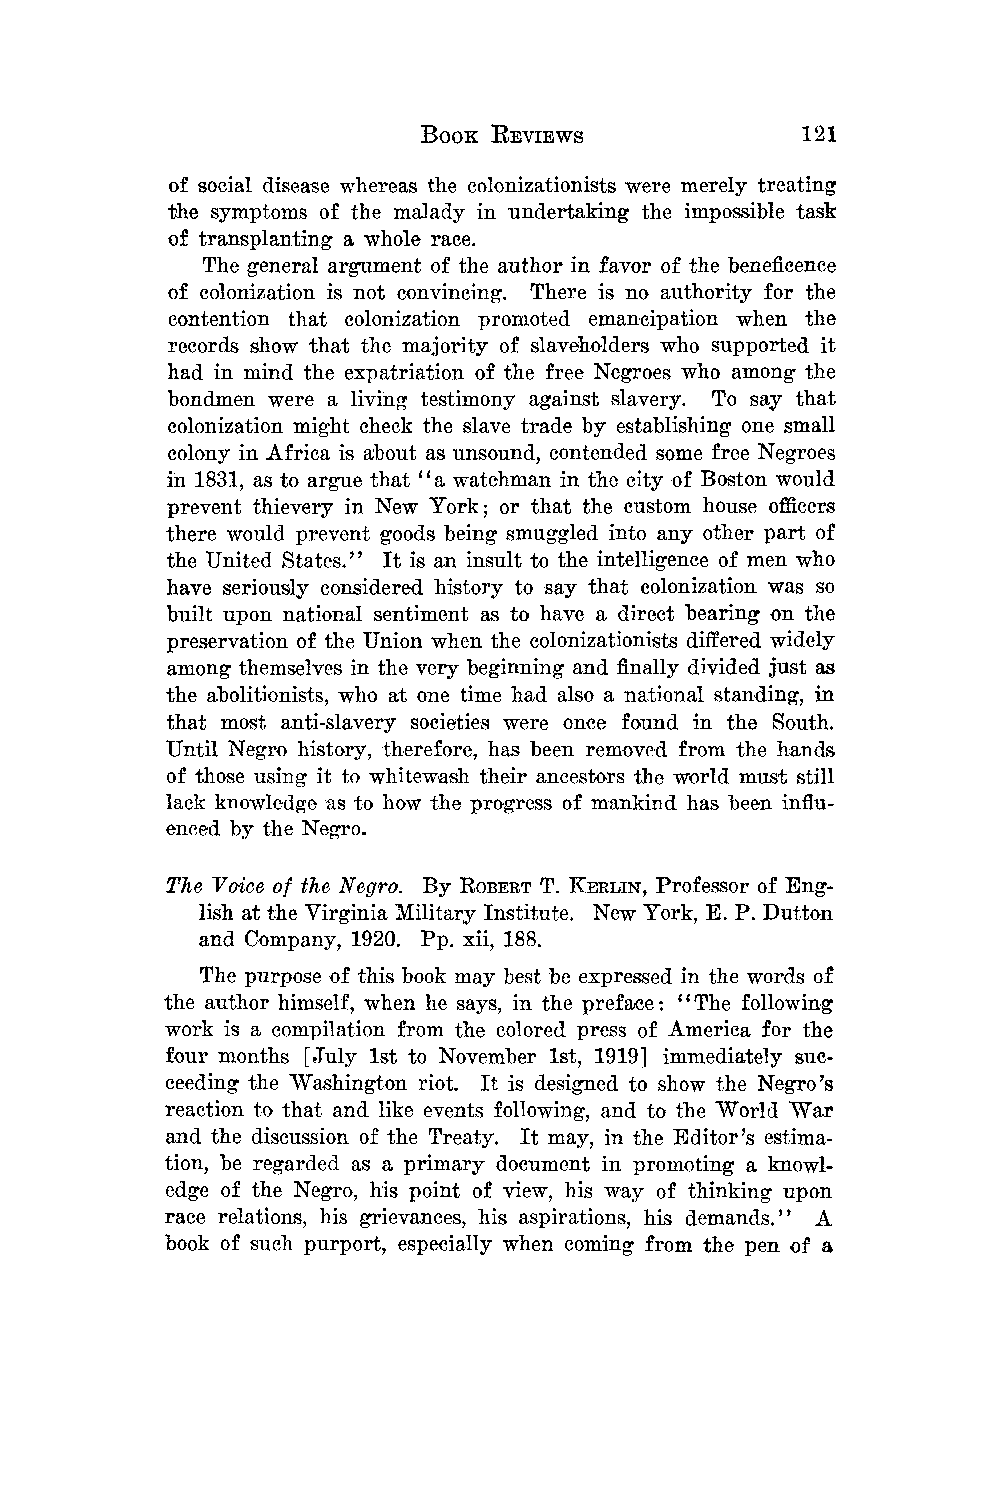 Book Reviews 121
of social disease whereas the colonizationists were merely treating
the symptoms of the malady in undertaking the impossible task
of transplanting a whole race.
The general argument of the author in favor of the beneficence
of colonization is not convincing. There is no authority for the
contention that colonization promoted emancipation when the
records show that the majority of slaveholders who supported it
had in mind the expatriation of the free Negroes who among the
bondmen were a living testimony against slavery. To say that
colonization might check the slave trade by establishing one small
colony in Africa is about as unsound, contended some free Negroes
in 1831, as to argue that "a watchman in the city of Boston would
prevent thievery in New York; or that the custom house officers
there would prevent goods being smuggled into any other part of
the United States." It is an insult to the intelligence of men who
have seriously considered history to say that colonization was so
built upon national sentiment as to have a direct bearing on the
preservation of the Union when the colonizationists differed widely
among themselves in the very beginning and finally divided just as
the abolitionists, who at one time had also a national standing, in
that most anti-slavery societies were once found in the South.
Until Negro history, therefore, has been removed from the hands
of those using it to whitewash their ancestors the world must still
lack knowledge as to how the progress of mankind has been influ-
enced by the Negro.
The Voice of the Negro. By Robert T. Kerlin, Professor of Eng-
lish at the Virginia Military Institute. New York, E. P. Dutton
and Company, 1920. Pp. xii, 188.
The purpose of this book may best be expressed in the words of
the author himself, when he says, in the preface: "The following
work is a compilation from the colored press of America for the
four months [July 1st to November 1st, 1919] immediately suc-
ceeding the Washington riot. It is designed to show the Negro's
reaction to that and like events following, and to the World War
and the discussion of the Treaty. It may, in the Editor's estima-
tion, be regarded as a primary document in promoting a knowl-
edge of the Negro, his point of view, his way of thinking upon
race relations, his grievances, his aspirations, his demands." A
book of such purport, especially when coming from the pen of a